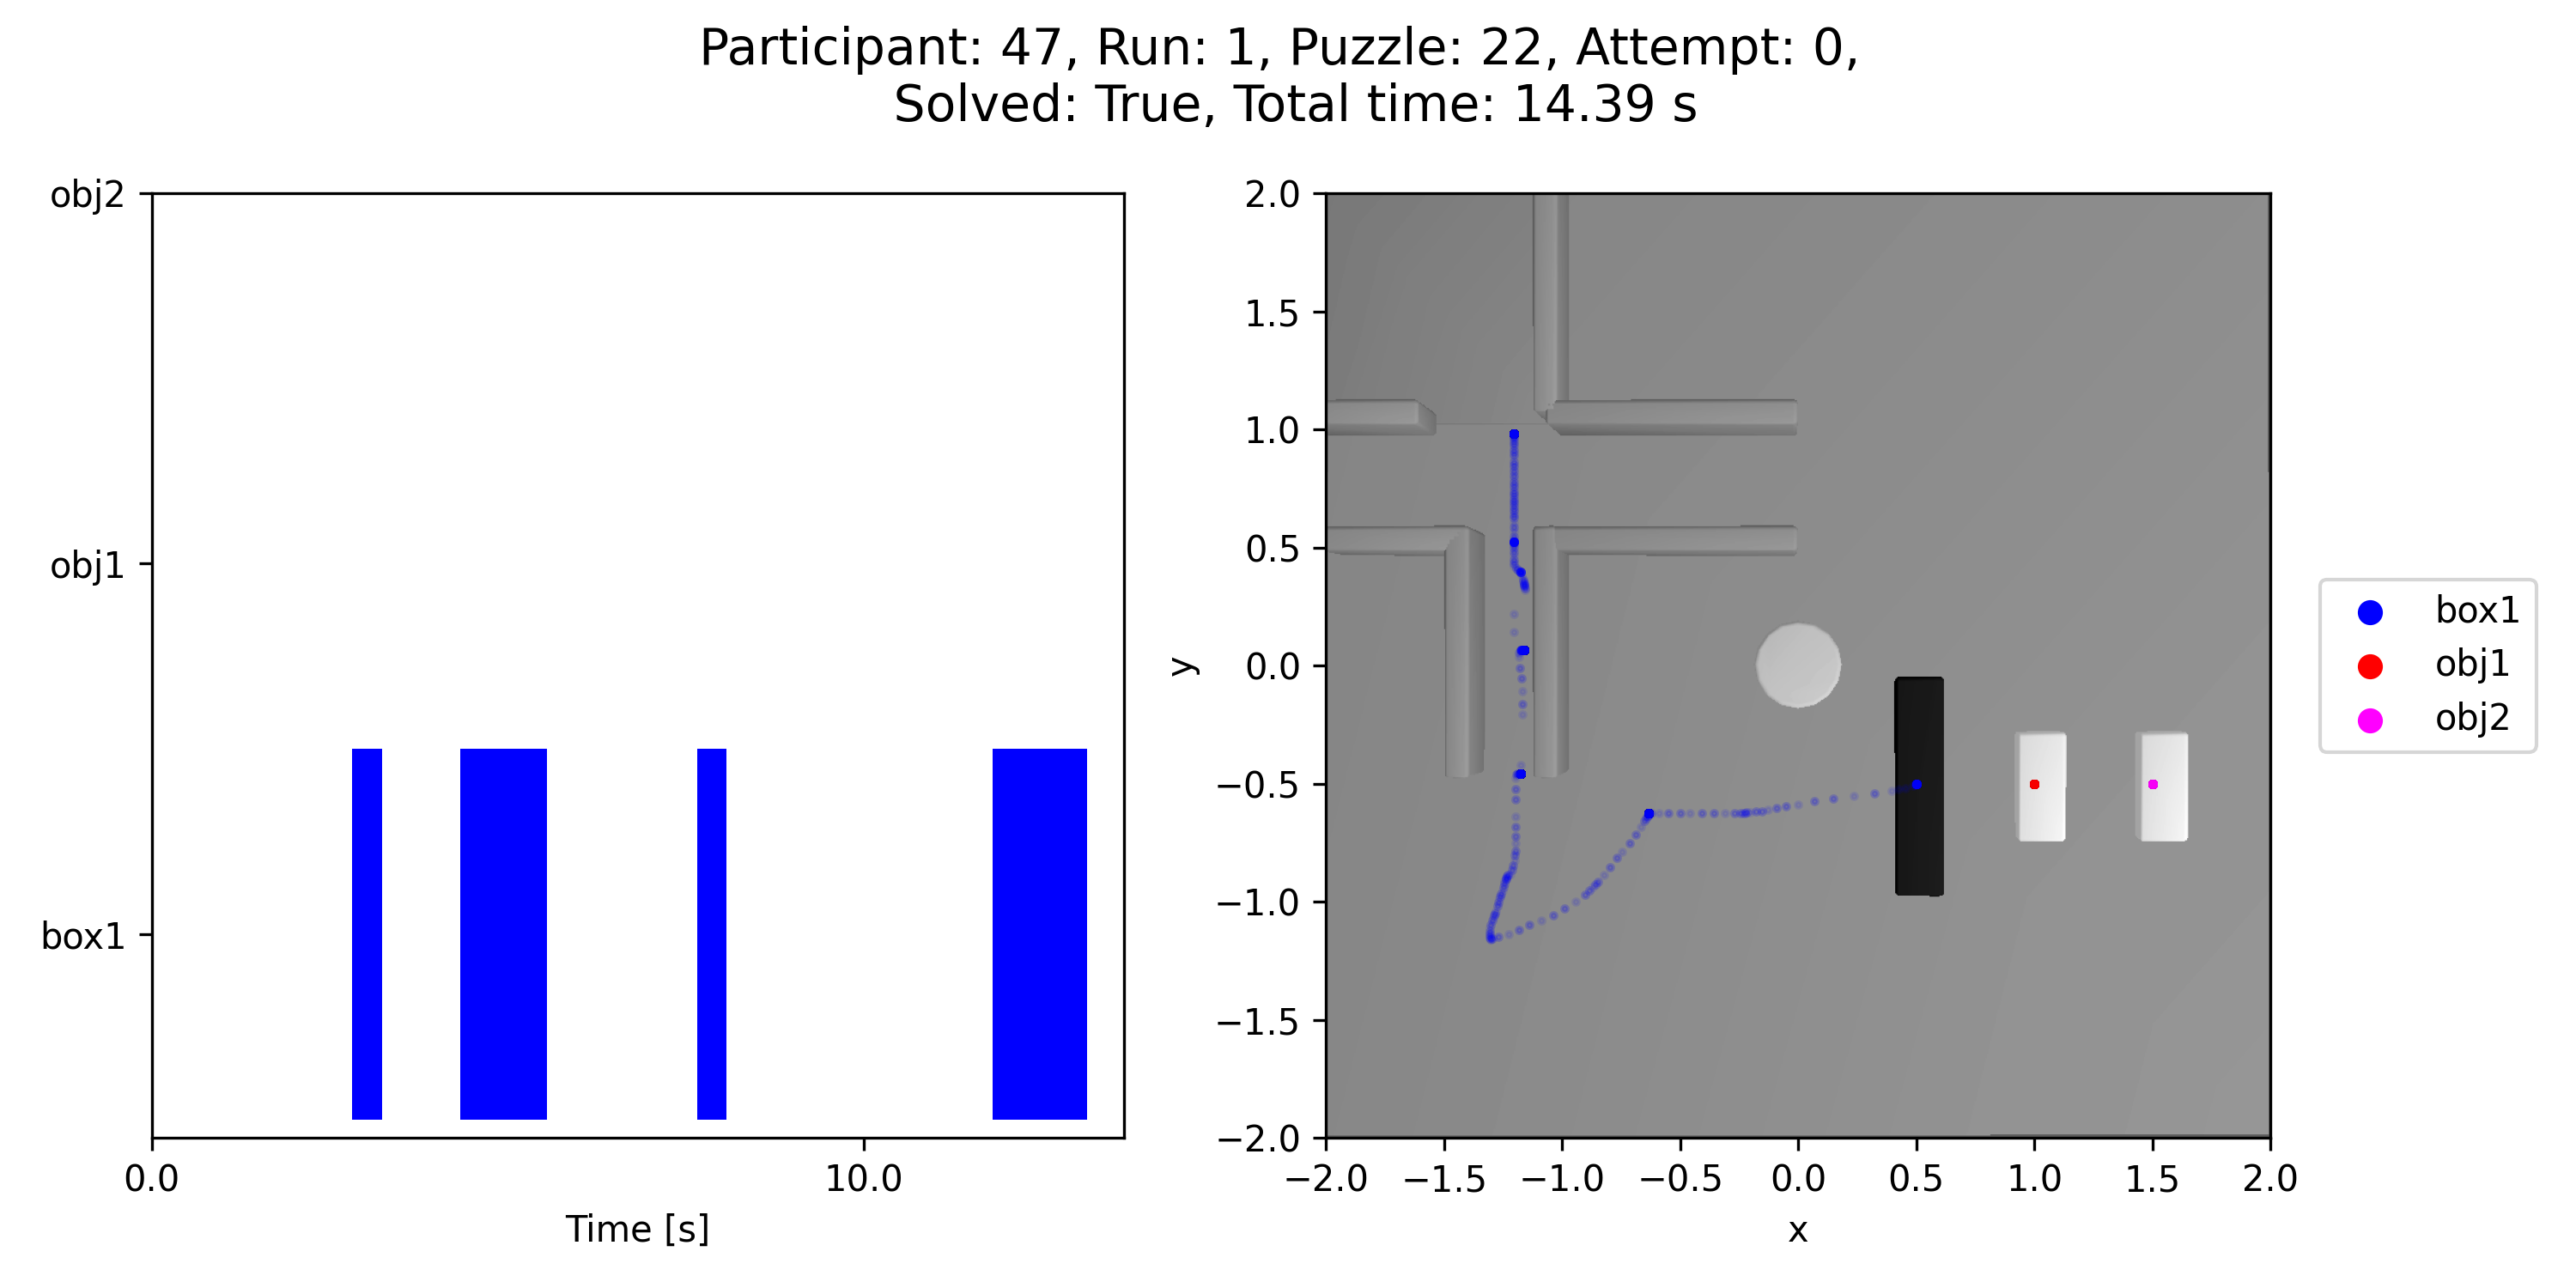 Participant: 47, Run: 1, Puzzle: 22, Attempt: 0,
Solved: True, Total time: 14.39 s
obj2
obj1
box1
0.0
10.0
Time [s]
2.0
1.5
1.0
0.5
0.0
−0.5
−1.0
−1.5
−2.0
y
−2.0
−1.5
−1.0
−0.5
0.0
0.5
1.0
1.5
2.0
x
box1
obj1
obj2